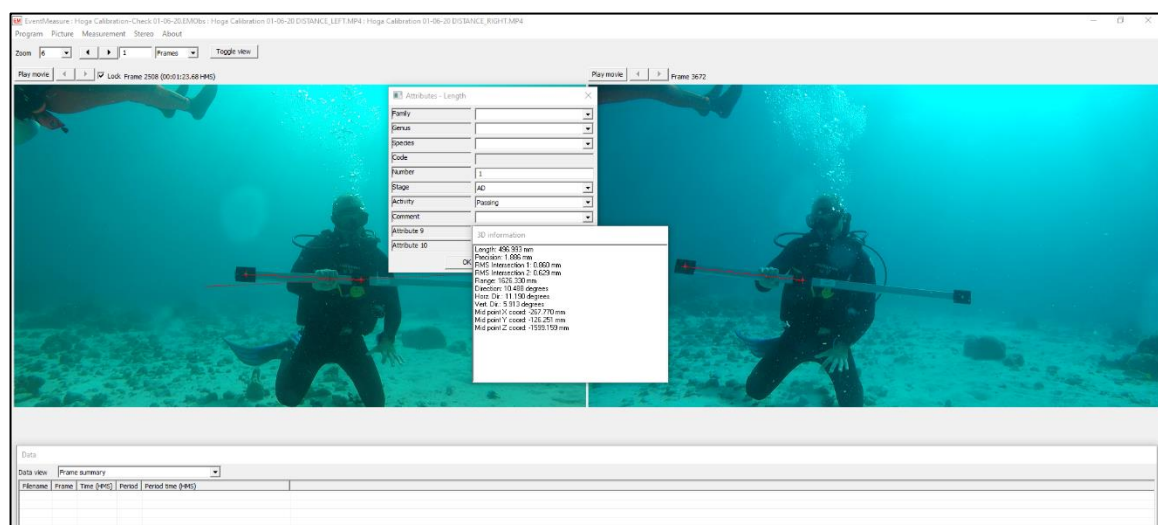 EventMeasure : Hoga Calibration-Check 01-06-20.EMObs : Hoga Calibration 01-06-20 DISTANCE_LEFT.MP4 : Hoga Calibration 01-06-20 DISTANCE_RIGHT.MP4
Program Picture Measurement Stereo About
Zoom 6 1 Frames Toggle view
Play movie Lock Frame 2508 (00:01:23.68 HMS)
Play movie Frame 3672
Attributes - Length
Family
Genus
Species
Code
Number 1
Stage AD
Activity Passing
Comment
Attribute 9
Attribute 10
OK
3D information
Length: 496.993 mm
Precision: 1.886 mm
RMS Intersection 1: 0.860 mm
RMS Intersection 2: 0.629 mm
Range: 1626.330 mm
Direction: 10.488 degrees
Horz. Dir.: 11.190 degrees
Vert. Dir.: 5.913 degrees
Mid point X coord: -267.770 mm
Mid point Y coord: -126.251 mm
Mid point Z coord: -1599.159 mm
Data
Data view Frame summary
Filename Frame Time (HMS) Period Period time (HMS)